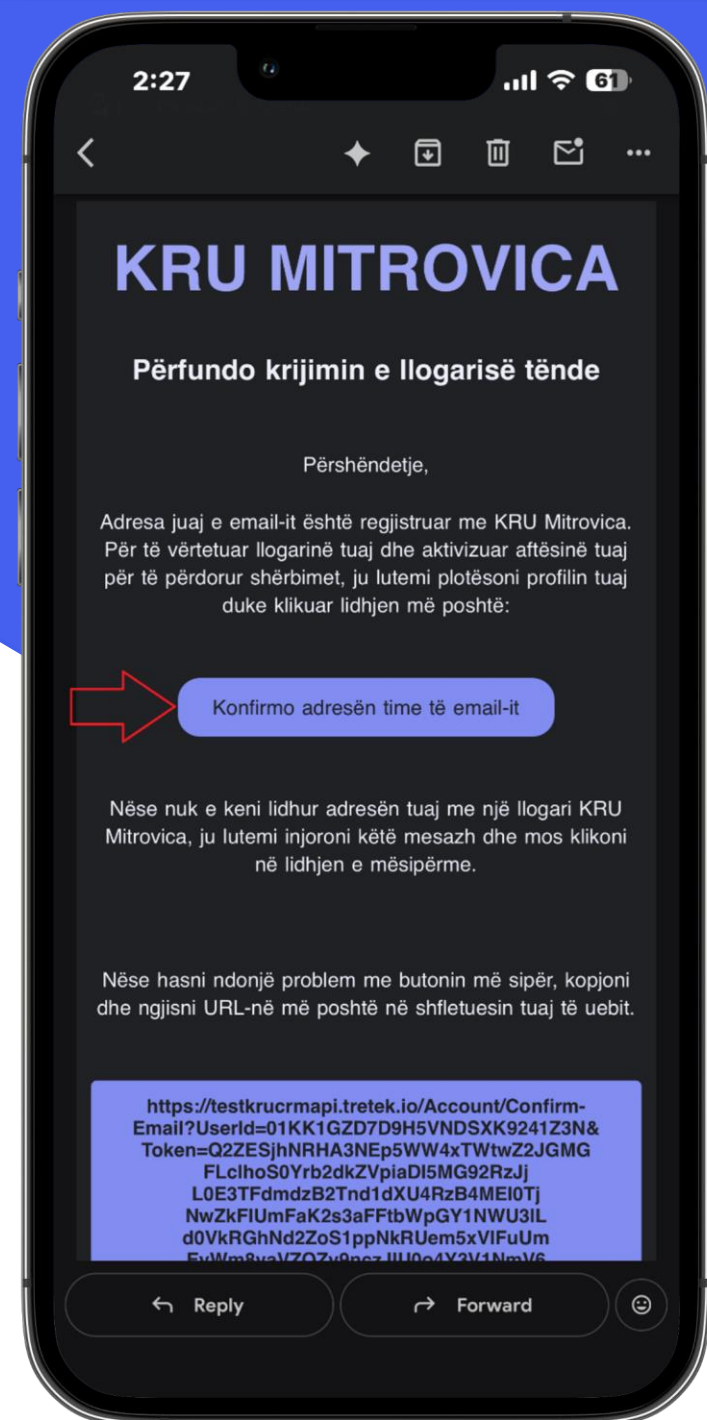 2:27
61
KRU MITROVICA
Përfundo krijimin e llogarisë tënde
Përshëndetje,
Adresa juaj e email-it është regjistruar me KRU Mitrovica.
Për të vërtetuar llogarinë tuaj dhe aktivizuar aftësinë tuaj
për të përdorur shërbimet, ju lutemi plotësoni profilin tuaj
duke klikuar lidhjen më poshtë:
Konfirmo adresën time të email-it
Nëse nuk e keni lidhur adresën tuaj me një llogari KRU
Mitrovica, ju lutemi injoroni këtë mesazh dhe mos klikoni
në lidhjen e mësipërme.
Nëse hasni ndonjë problem me butonin më sipër, kopjoni
dhe ngjisni URL-në më poshtë në shfletuesin tuaj të uebit.
https://testkrucrmapi.tretek.io/Account/Confirm-
Email?UserId=01KK1GZD7D9H5VNDSXK9241Z3N&
Token=Q2ZESjhNRHA3NEp5WW4xTWtwZ2JGMG
FLclhoS0Yrb2dkZVpiaDI5MG92RzJj
L0E3TFdmdzB2Tnd1dXU4RzB4MEI0Tj
NwZkFIUmFaK2s3aFFtbWpGY1NWU3lL
d0VkRGhNd2ZoS1ppNkRUem5xVlFuUm
Reply
Forward